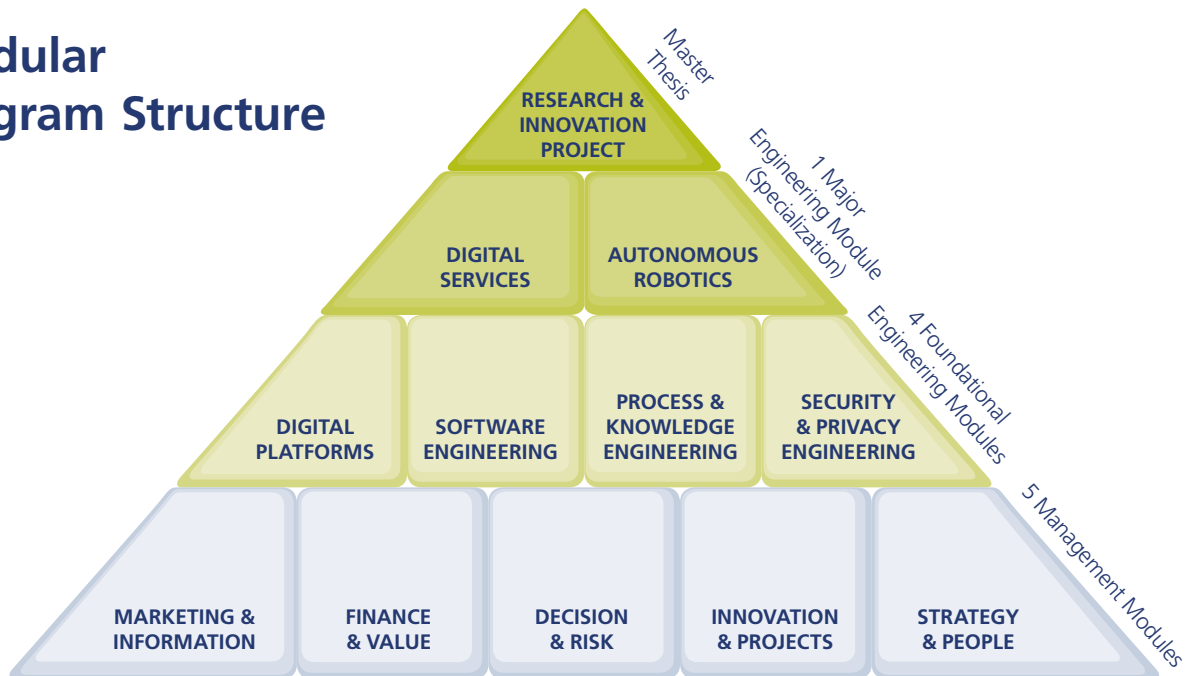 dular
gram Structure
Master
Thesis
RESEARCH &
INNOVATION
PROJECT
1 Major
Engineering Module
(Specialization)
DIGITAL
SERVICES
AUTONOMOUS
ROBOTICS
4 Foundational
Engineering Modules
DIGITAL
PLATFORMS
SOFTWARE
ENGINEERING
PROCESS &
KNOWLEDGE
ENGINEERING
SECURITY
& PRIVACY
ENGINEERING
5 Management Modules
MARKETING &
INFORMATION
FINANCE
& VALUE
DECISION
& RISK
INNOVATION
& PROJECTS
STRATEGY
& PEOPLE